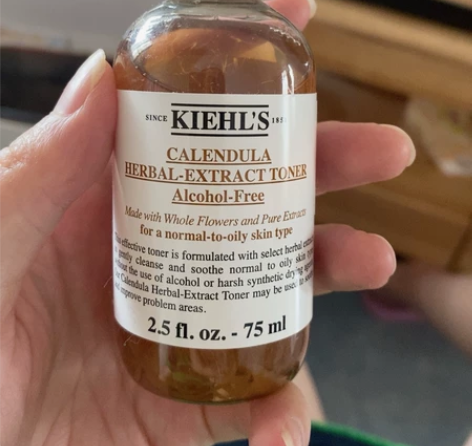 SINCE KIEHL'S 185
CALENDULA
HERBAL-EXTRACT TONER
Alcohol-Free
Made with Whole Flowers and Pure Extracts
for a normal-to-oily skin type
effective toner is formulated with select herbal
gently cleanse and soothe normal to oily skin
the use of alcohol or harsh synthetic drying
Calendula Herbal-Extract Toner may be used
improve problem areas.
2.5 fl. oz. - 75 ml